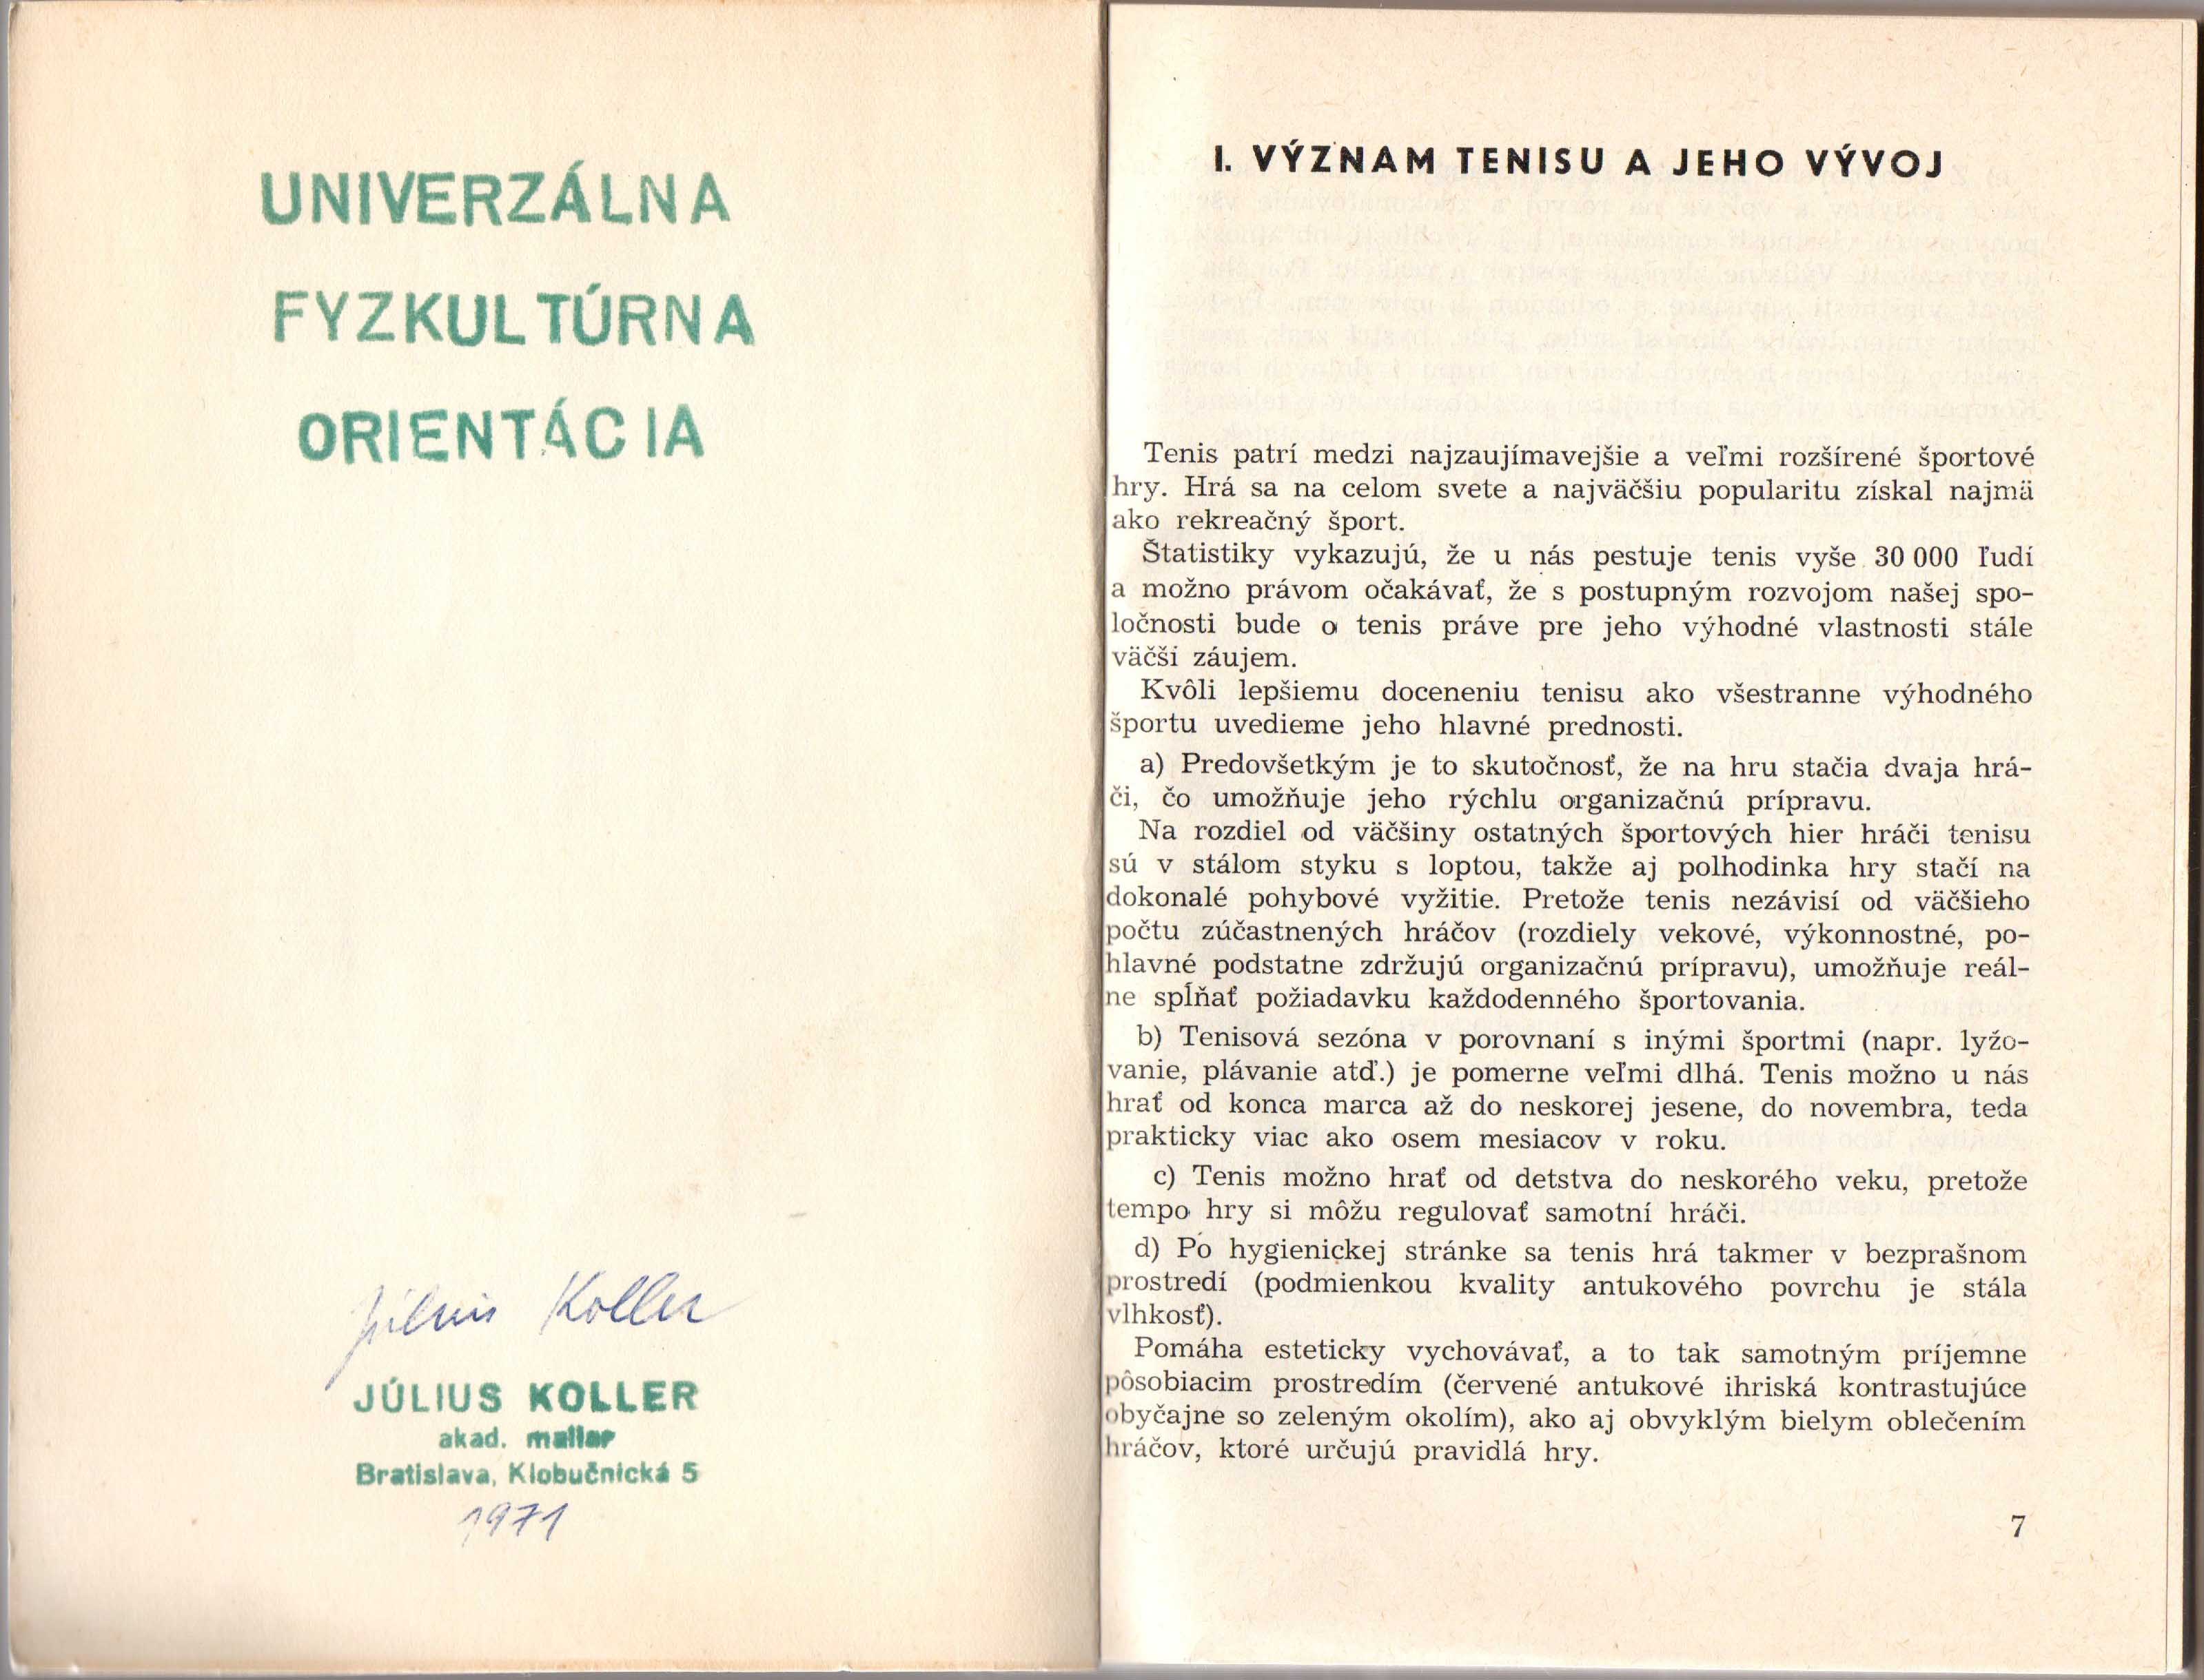 UNIVERZÁLNA
FYZKULTÚRNA
ORIENTÁCIA
Július Koller
JÚLIUS KOLLER
akad. maliar
Bratislava, Klobučnická 5
1971
I. VÝZNAM TENISU A JEHO VÝVOJ
Tenis patrí medzi najzaujímavejšie a veľmi rozšírené športové
hry. Hrá sa na celom svete a najväčšiu popularitu získal najmä
ako rekreačný šport.
Štatistiky vykazujú, že u nás pestuje tenis vyše 30 000 ľudí
a možno právom očakávať, že s postupným rozvojom našej spo-
ločnosti bude o tenis práve pre jeho výhodné vlastnosti stále
väčší záujem.
Kvôli lepšiemu doceneniu tenisu ako všestranne výhodného
športu uvedieme jeho hlavné prednosti.
a) Predovšetkým je to skutočnosť, že na hru stačia dvaja hrá-
či, čo umožňuje jeho rýchlu organizačnú prípravu.
Na rozdiel od väčšiny ostatných športových hier hráči tenisu
sú v stálom styku s loptou, takže aj polhodinka hry stačí na
dokonalé pohybové vyžitie. Pretože tenis nezávisí od väčšieho
počtu zúčastnených hráčov (rozdiely vekové, výkonnostné, po-
hlavné podstatne zdržujú organizačnú prípravu), umožňuje reál-
ne spĺňať požiadavku každodenného športovania.
b) Tenisová sezóna v porovnaní s inými športmi (napr. lyžo-
vanie, plávanie atď.) je pomerne veľmi dlhá. Tenis možno u nás
hrať od konca marca až do neskorej jesene, do novembra, teda
prakticky viac ako osem mesiacov v roku.
c) Tenis možno hrať od detstva do neskorého veku, pretože
tempo hry si môžu regulovať samotní hráči.
d) Po hygienickej stránke sa tenis hrá takmer v bezprašnom
prostredí (podmienkou kvality antukového povrchu je stála
vlhkosť).
Pomáha esteticky vychovávať, a to tak samotným príjemne
pôsobiacim prostredím (červené antukové ihriská kontrastujúce
obyčajne so zeleným okolím), ako aj obvyklým bielym oblečením
hráčov, ktoré určujú pravidlá hry.
7